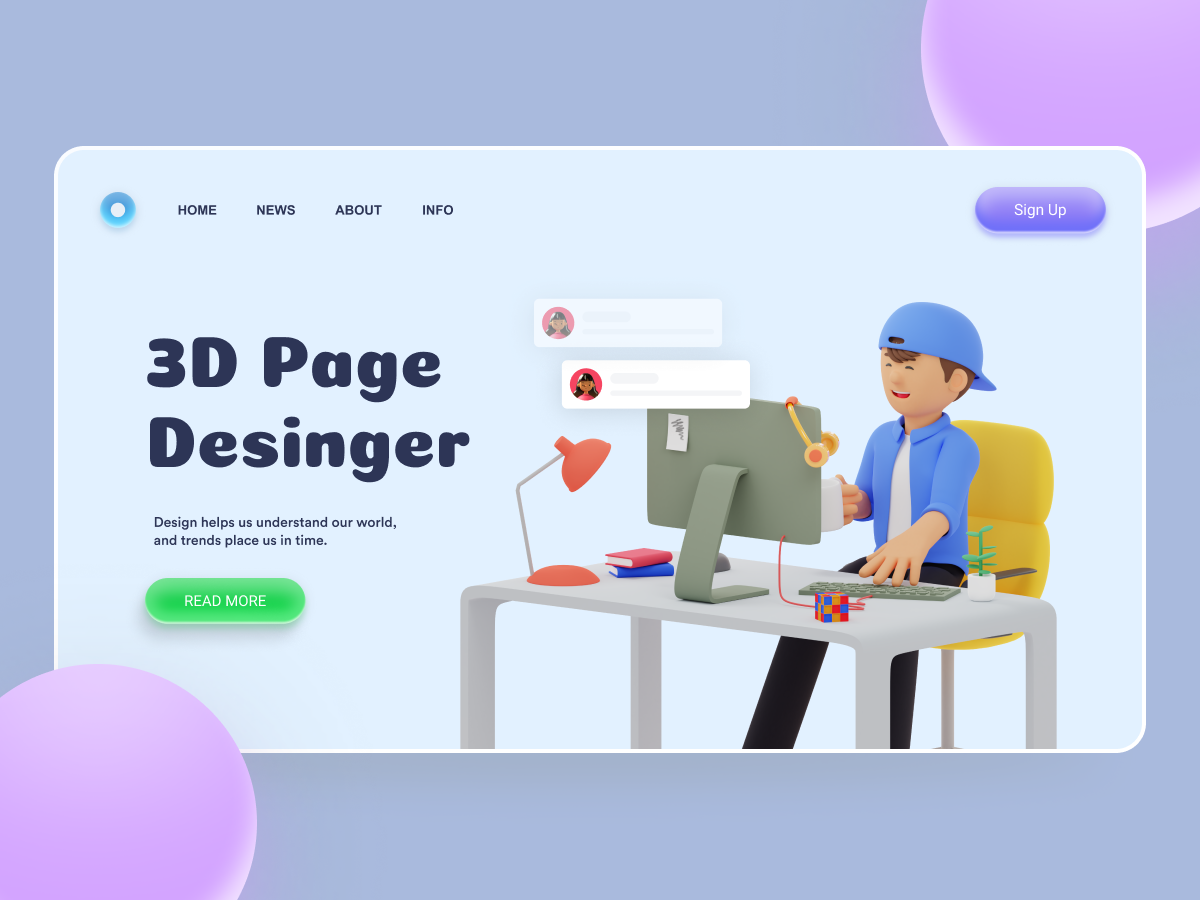 HOME NEWS ABOUT INFO
Sign Up
3D Page
Desinger
Design helps us understand our world,
and trends place us in time.
READ MORE